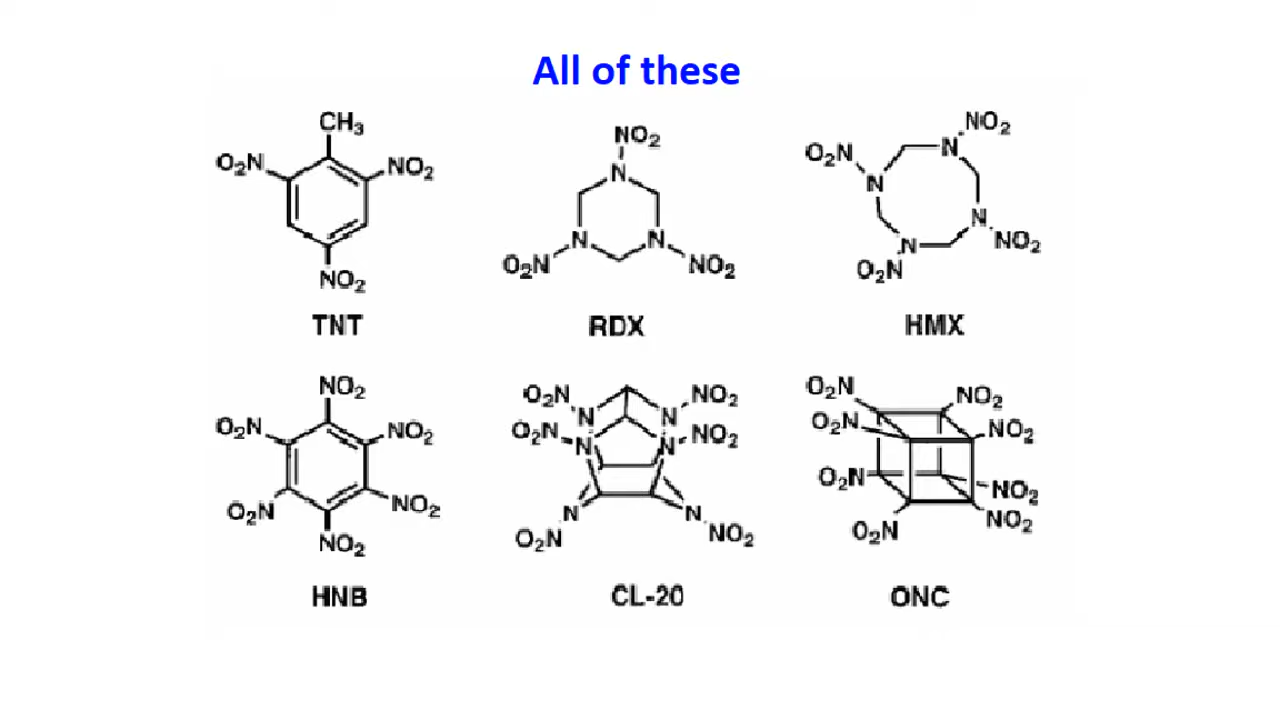 All of these
CH₃
O₂N NO₂
NO₂
TNT
NO₂
N
N N
O₂N NO₂
RDX
NO₂
O₂N N
N
N
N NO₂
O₂N
HMX
NO₂
O₂N NO₂
O₂N NO₂
NO₂
HNB
O₂N NO₂
N N
O₂N NO₂
N N
N N
O₂N NO₂
CL-20
O₂N NO₂
O₂N NO₂
O₂N NO₂
O₂N NO₂
ONC